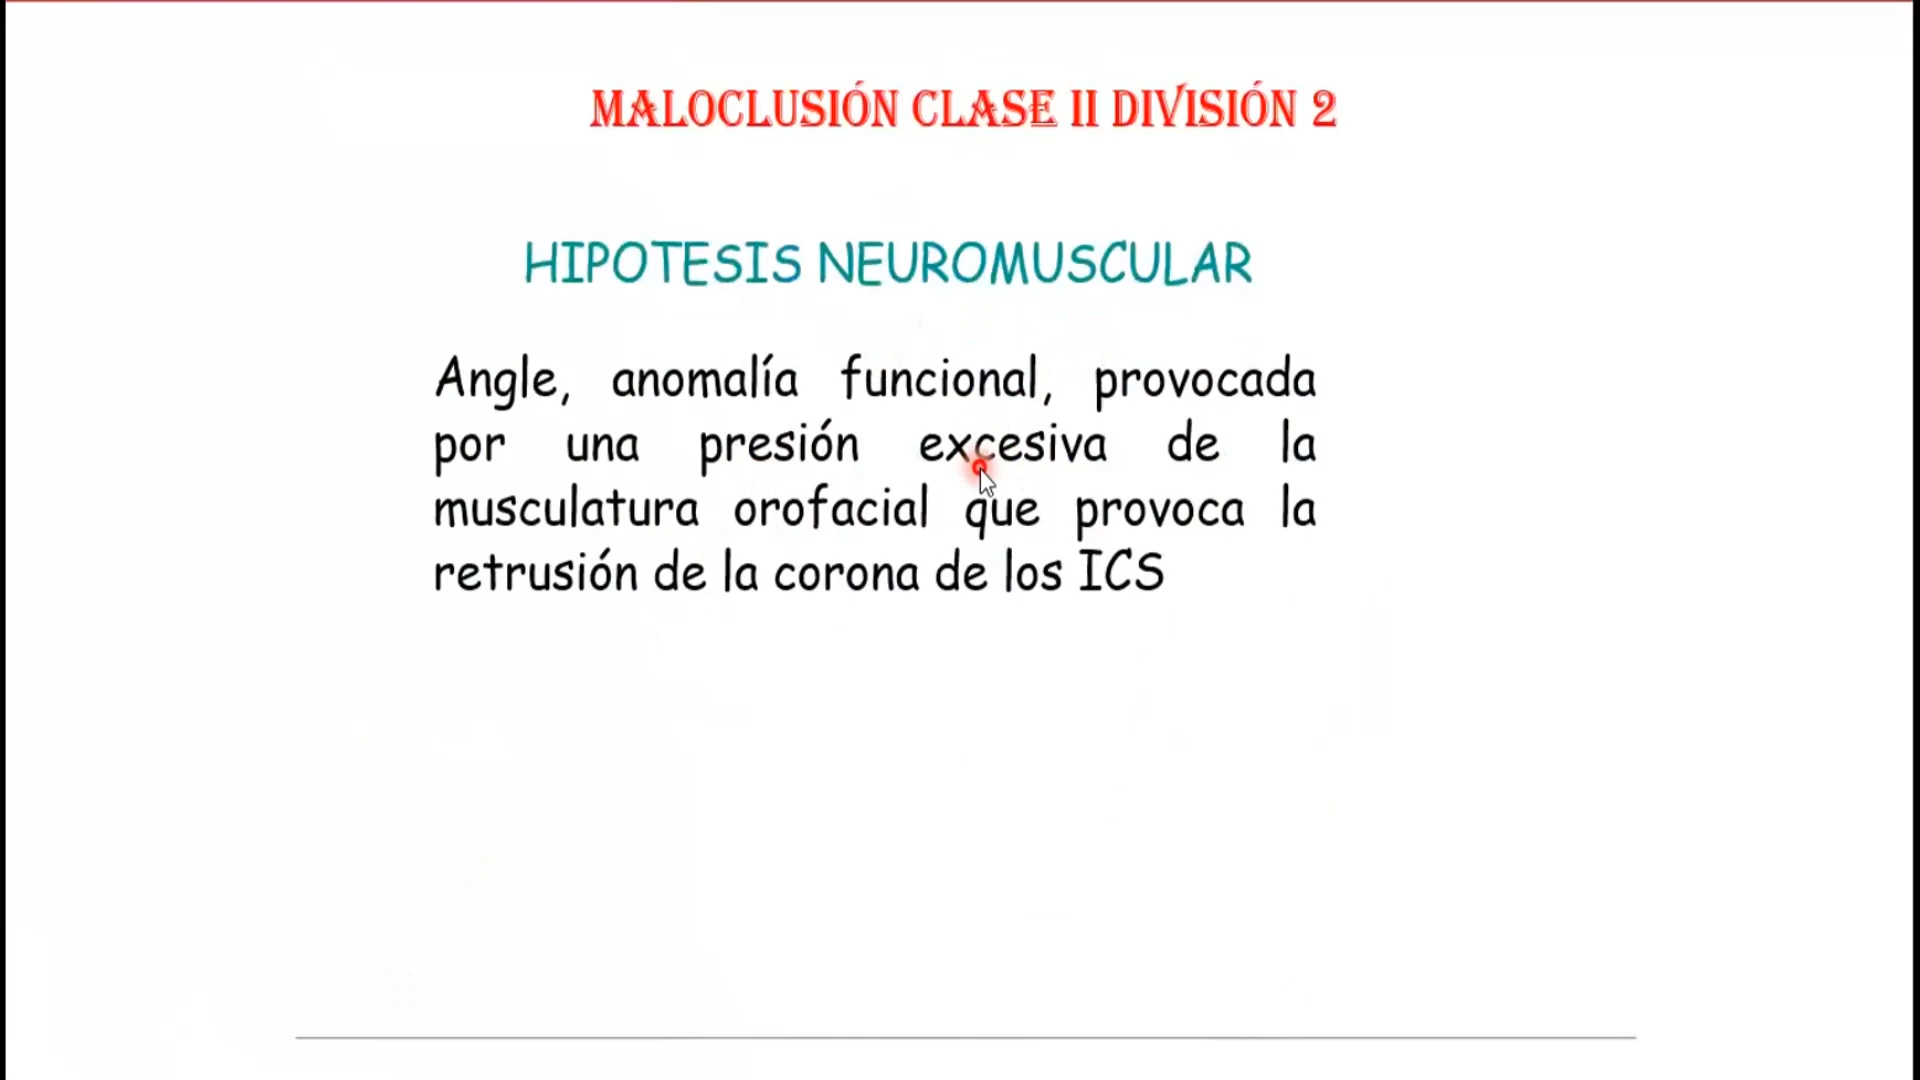 MALOCLUSIÓN CLASE II DIVISIÓN 2
HIPOTESIS NEUROMUSCULAR
Angle, anomalía funcional, provocada
por una presión excesiva de la
musculatura orofacial que provoca la
retrusión de la corona de los ICS